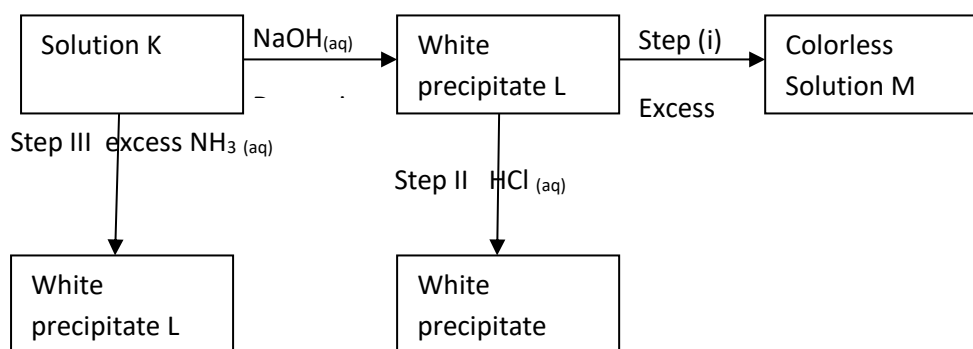 Solution K
NaOH(aq)
White
precipitate L
Step (i)
Excess
Colorless
Solution M
Step III excess NH3 (aq)
Step II HCl (aq)
White
precipitate L
White
precipitate